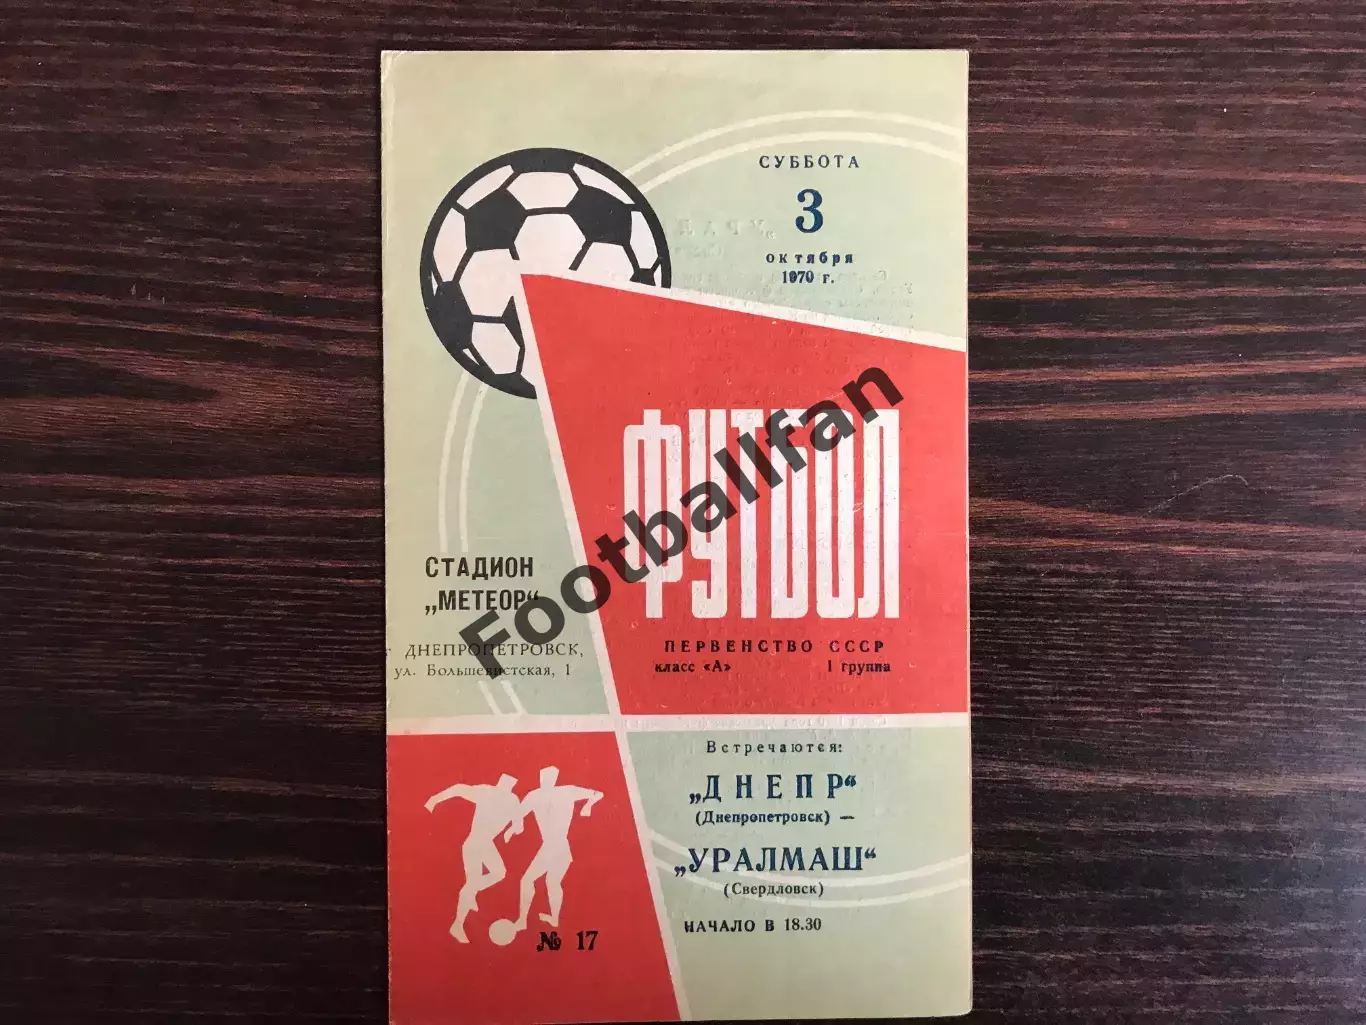 СУББОТА
3
октября
1970 г.
ФУТБОЛ
СТАДИОН
„МЕТЕОР“
г ДНЕПРОПЕТРОВСК,
ул. Большевистская, 1
ПЕРВЕНСТВО СССР
класс «А» 1 группа
Встречаются:
„ДНЕПР“
(Днепропетровск) —
„УРАЛМАШ“
(Свердловск)
НАЧАЛО В 18.30
№ 17
Footballfan